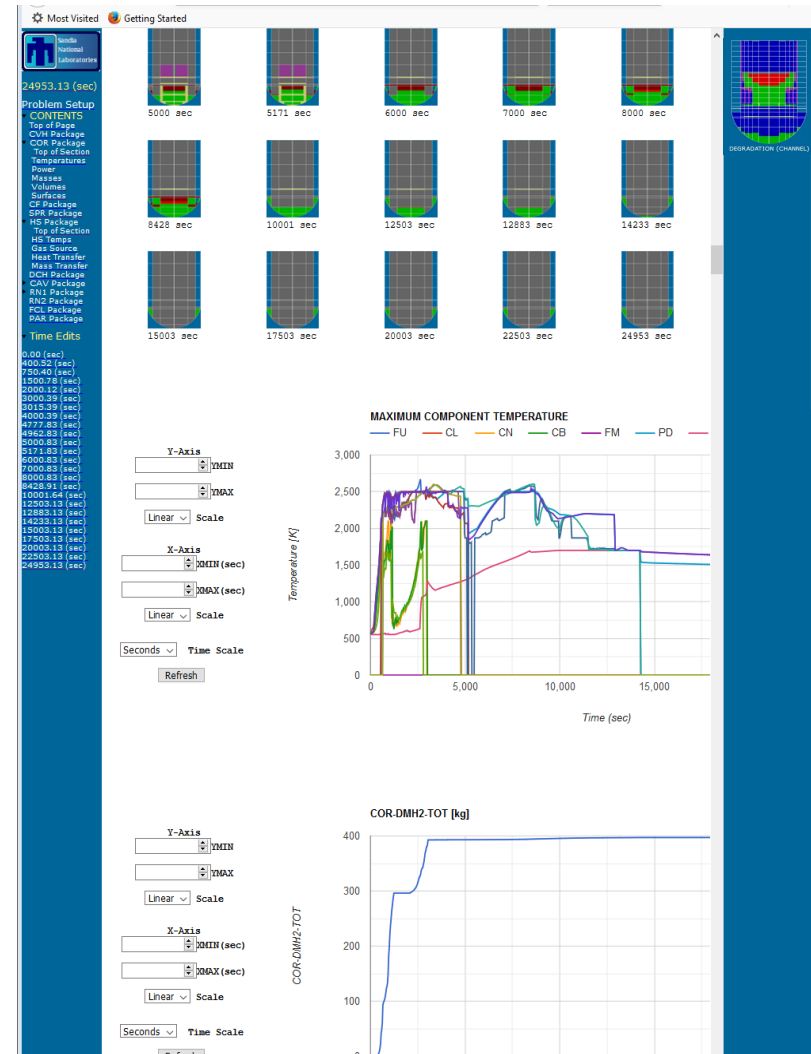 Most Visited Getting Started
Sandia
National
Laboratories
24953.13 (sec)
Problem Setup
CONTENTS
Top of Page
CVH Package
COR Package
Top of Section
Temperatures
Power
Masses
Volumes
Surfaces
CF Package
SPR Package
HS Package
Top of Section
HS Temps
Gas Source
Heat Transfer
Mass Transfer
DCH Package
CAV Package
RN1 Package
RN2 Package
FCL Package
PAR Package
Time Edits
0.00 (sec)
400.52 (sec)
750.40 (sec)
1500.78 (sec)
2000.12 (sec)
3000.39 (sec)
3015.39 (sec)
4000.39 (sec)
4777.83 (sec)
4962.83 (sec)
5000.83 (sec)
5171.83 (sec)
6000.83 (sec)
7000.83 (sec)
8000.83 (sec)
8428.91 (sec)
10001.64 (sec)
12503.13 (sec)
12883.13 (sec)
14233.13 (sec)
15003.13 (sec)
17503.13 (sec)
20003.13 (sec)
22503.13 (sec)
24953.13 (sec)
5000 sec 5171 sec 6000 sec 7000 sec 8000 sec
8428 sec 10001 sec 12503 sec 12883 sec 14233 sec
15003 sec 17503 sec 20003 sec 22503 sec 24953 sec
DEGRADATION (CHANNEL)
Y-Axis
YMIN
YMAX
Linear Scale
X-Axis
XMIN(sec)
XMAX(sec)
Linear Scale
Seconds Time Scale
Refresh
MAXIMUM COMPONENT TEMPERATURE
FU CL CN CB FM PD
3,000
2,500
2,000
1,500
1,000
500
0
Temperature [K]
0 5,000 10,000 15,000
Time (sec)
Y-Axis
YMIN
YMAX
Linear Scale
X-Axis
XMIN(sec)
XMAX(sec)
Linear Scale
Seconds Time Scale
Refresh
COR-DMH2-TOT [kg]
400
300
200
100
0
COR-DMH2-TOT